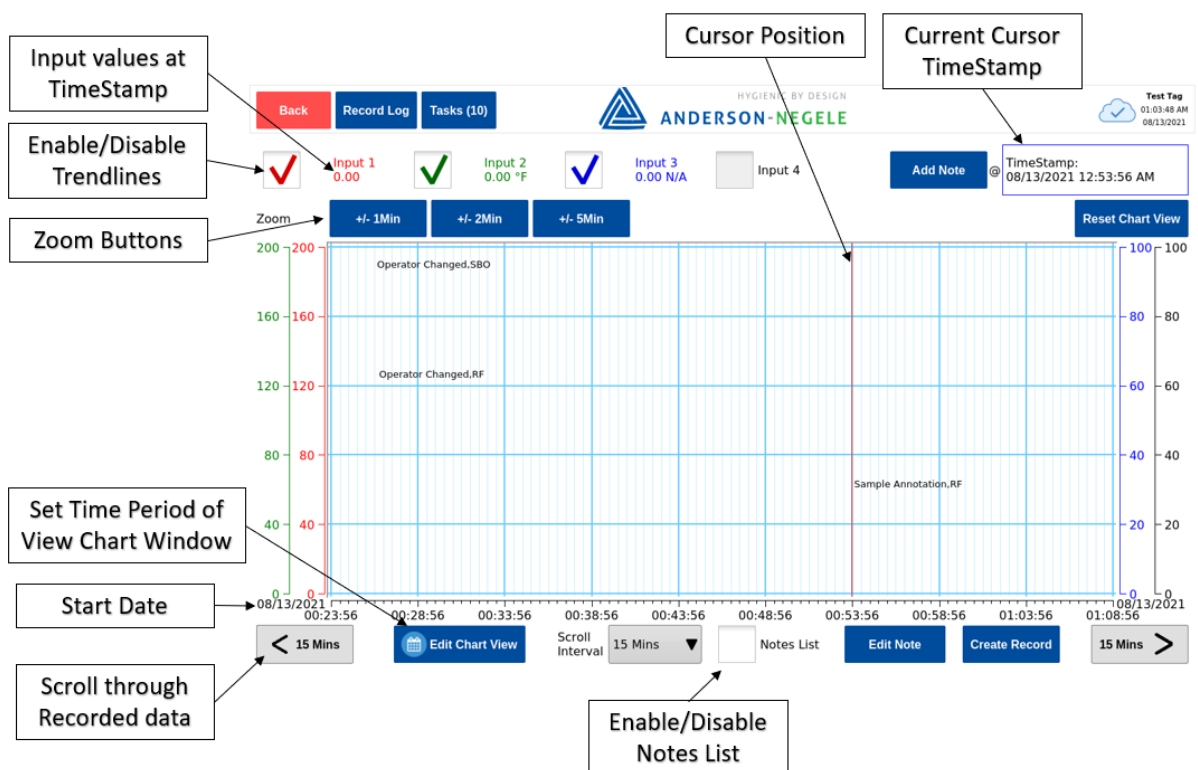 Cursor Position
Current Cursor
TimeStamp
Input values at
TimeStamp
Enable/Disable
Trendlines
Zoom Buttons
Back
Record Log
Tasks (10)
HYGIENIC BY DESIGN
ANDERSON-NEGELE
Test Tag
01:03:48 AM
08/13/2021
Input 1
0.00
Input 2
0.00 °F
Input 3
0.00 N/A
Input 4
Add Note
@
TimeStamp:
08/13/2021 12:53:56 AM
Zoom
+/- 1Min
+/- 2Min
+/- 5Min
Reset Chart View
200 200 100 100
Operator Changed,SBO
160 160 80 80
Operator Changed,RF
120 120 60 60
80 80 40 40
Sample Annotation,RF
40 40 20 20
0 0 0 0
Set Time Period of
View Chart Window
Start Date
08/13/2021 08/13/2021
00:23:56 00:28:56 00:33:56 00:38:56 00:43:56 00:48:56 00:53:56 00:58:56 01:03:56 01:08:56
< 15 Mins
Edit Chart View
Scroll
Interval
15 Mins
Notes List
Edit Note
Create Record
15 Mins >
Scroll through
Recorded data
Enable/Disable
Notes List